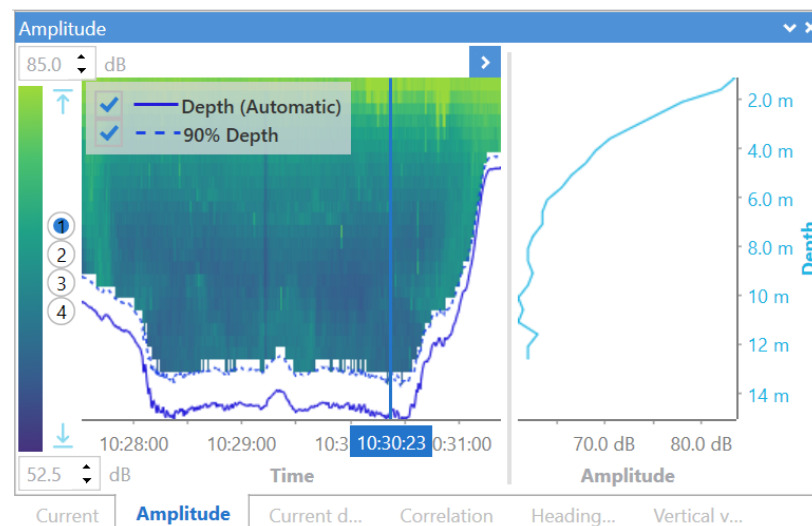 Amplitude
85.0 dB
Depth (Automatic)
90% Depth
1
2
3
4
52.5 dB
10:28:00 10:29:00 10:3 10:30:23 0:31:00
Time
2.0 m
4.0 m
6.0 m
8.0 m
10 m
12 m
14 m
Depth
70.0 dB 80.0 dB
Amplitude
Current Amplitude Current d... Correlation Heading... Vertical v...